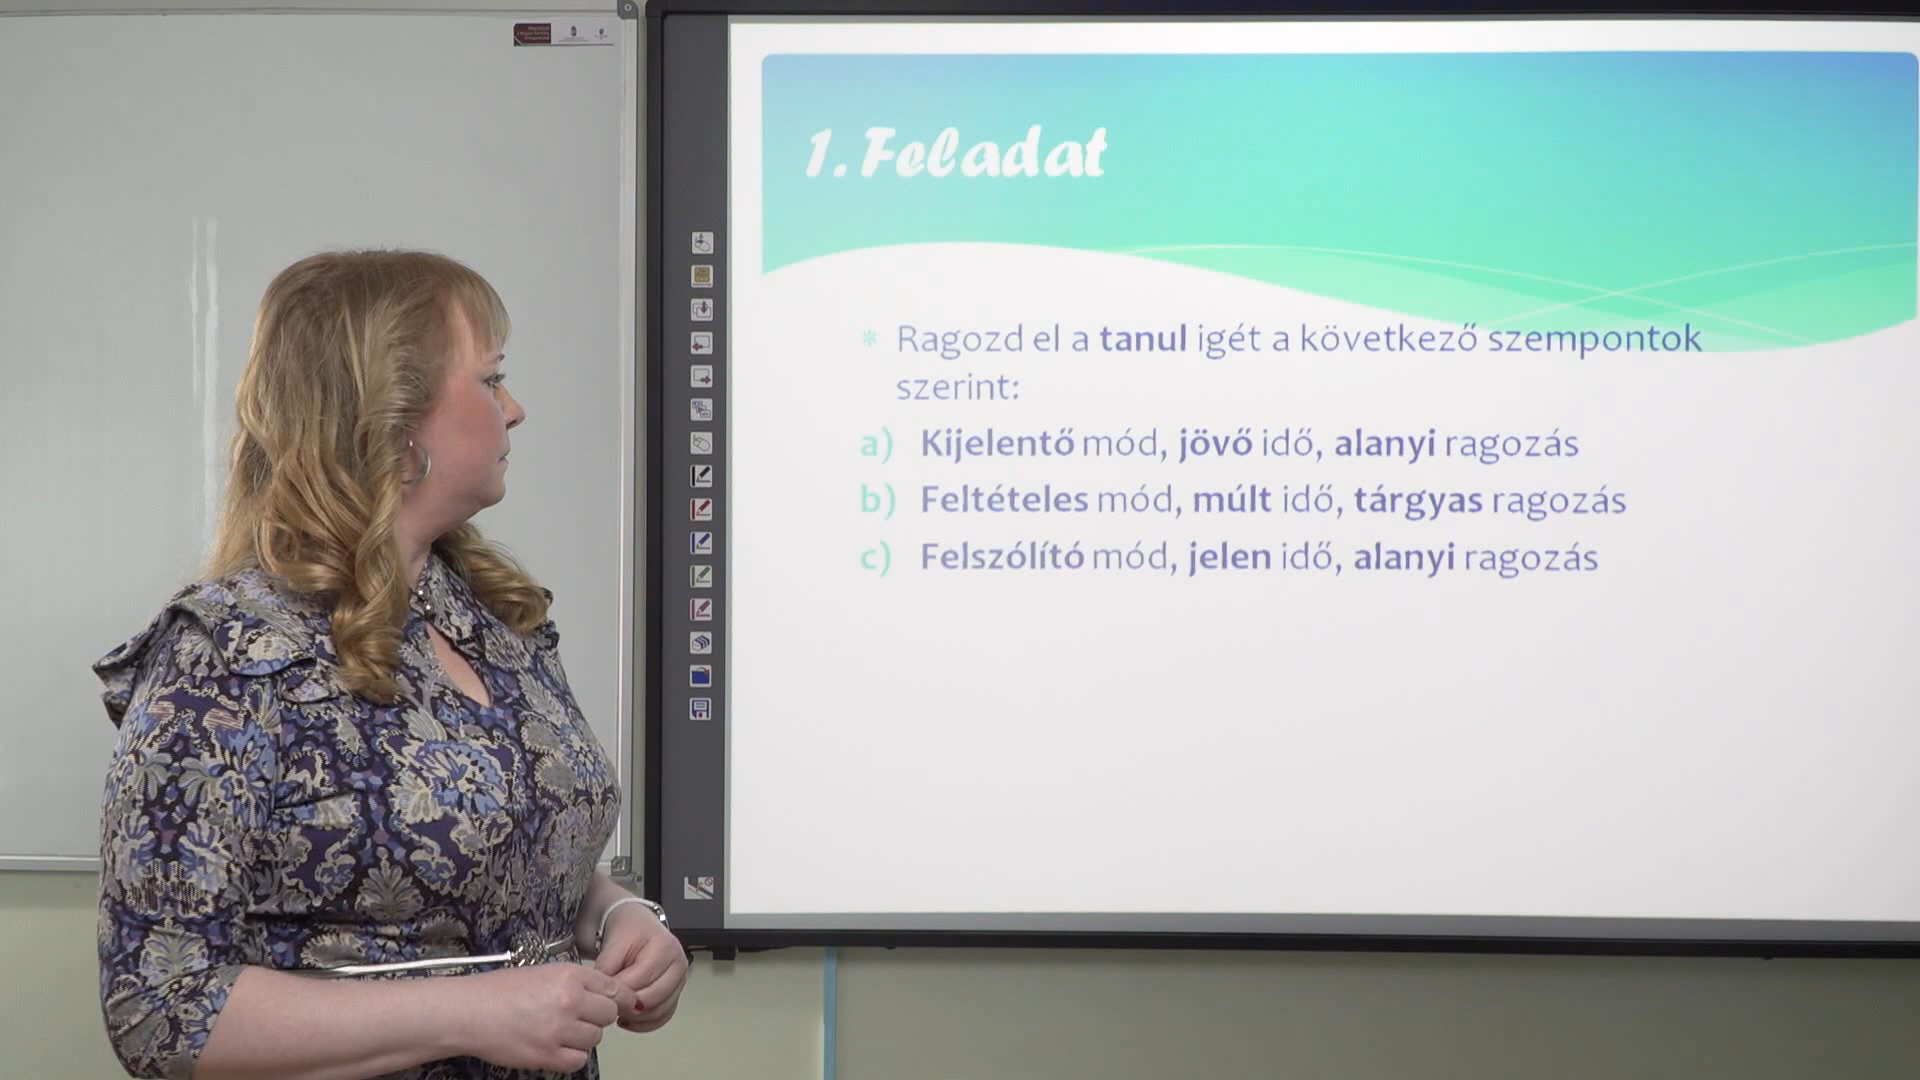 1. Feladat
* Ragozd el a tanul igét a következő szempontok
szerint:
a) Kijelentő mód, jövő idő, alanyi ragozás
b) Feltételes mód, múlt idő, tárgyas ragozás
c) Felszólító mód, jelen idő, alanyi ragozás